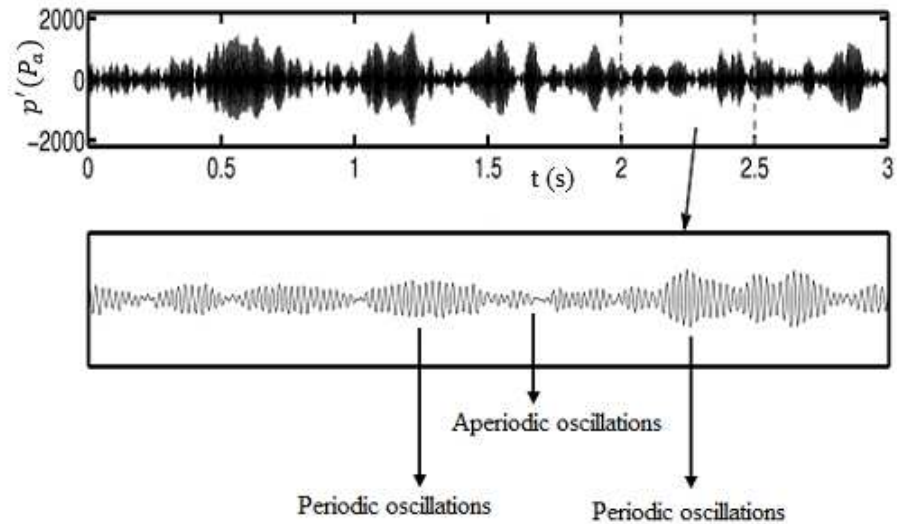 2000
0
−2000
p′(Pₐ)
0
0.5
1
1.5
2
2.5
3
t (s)
Aperiodic oscillations
Periodic oscillations
Periodic oscillations